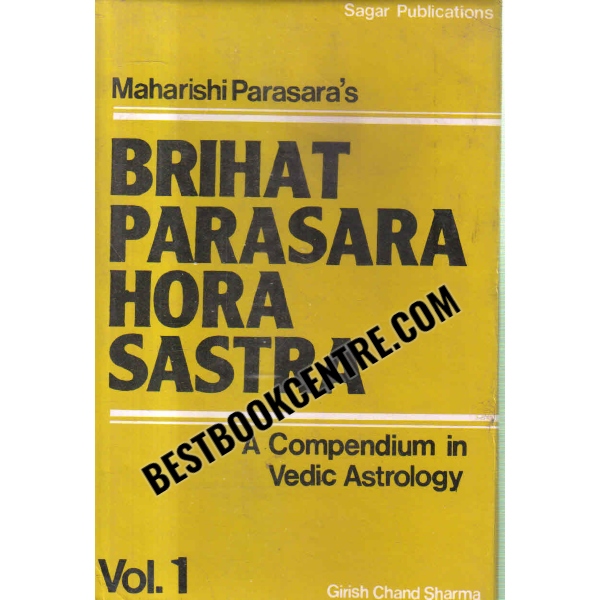 Sagar Publications
Maharishi Parasara's
BRIHAT
PARASARA
HORA
SASTRA
BESTBOOKCENTRE.COM
A Compendium in
Vedic Astrology
Vol. 1
Girish Chand Sharma